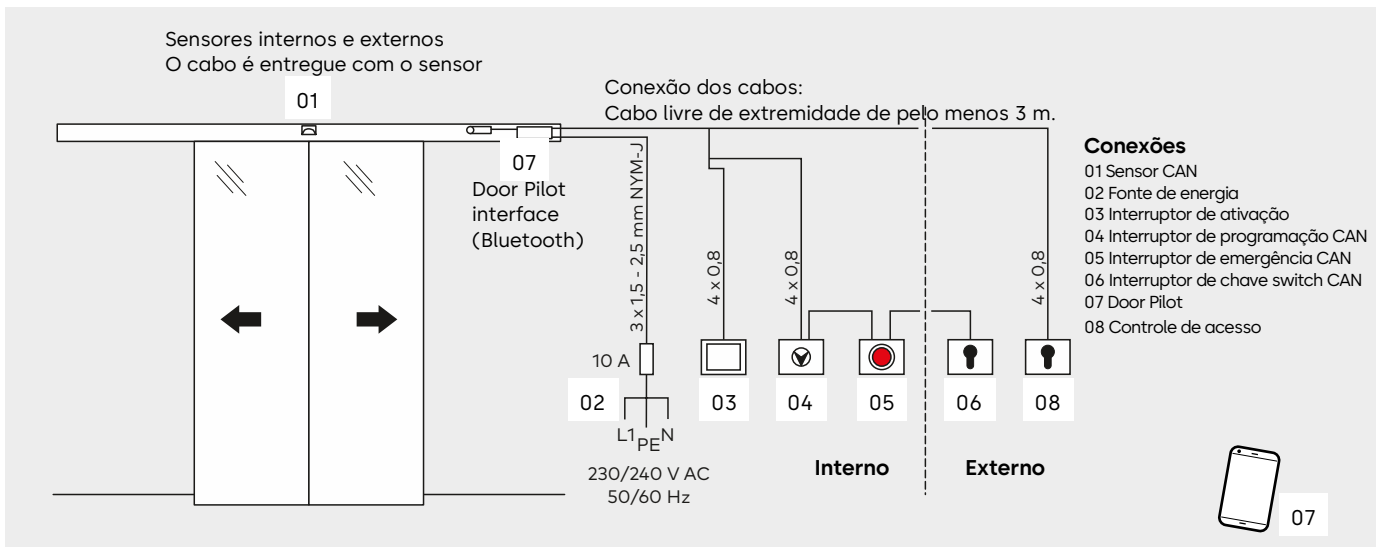 Sensores internos e externos
O cabo é entregue com o sensor
01
Conexão dos cabos:
Cabo livre de extremidade de pelo menos 3 m.
07
Door Pilot
interface
(Bluetooth)
3 x 1,5 - 2,5 mm NYM-J
4 x 0,8
4 x 0,8
4 x 0,8
10 A
02
03
04
05
06
08
L1 PE N
230/240 V AC
50/60 Hz
Interno
Externo
Conexões
01 Sensor CAN
02 Fonte de energia
03 Interruptor de ativação
04 Interruptor de programação CAN
05 Interruptor de emergência CAN
06 Interruptor de chave switch CAN
07 Door Pilot
08 Controle de acesso
07